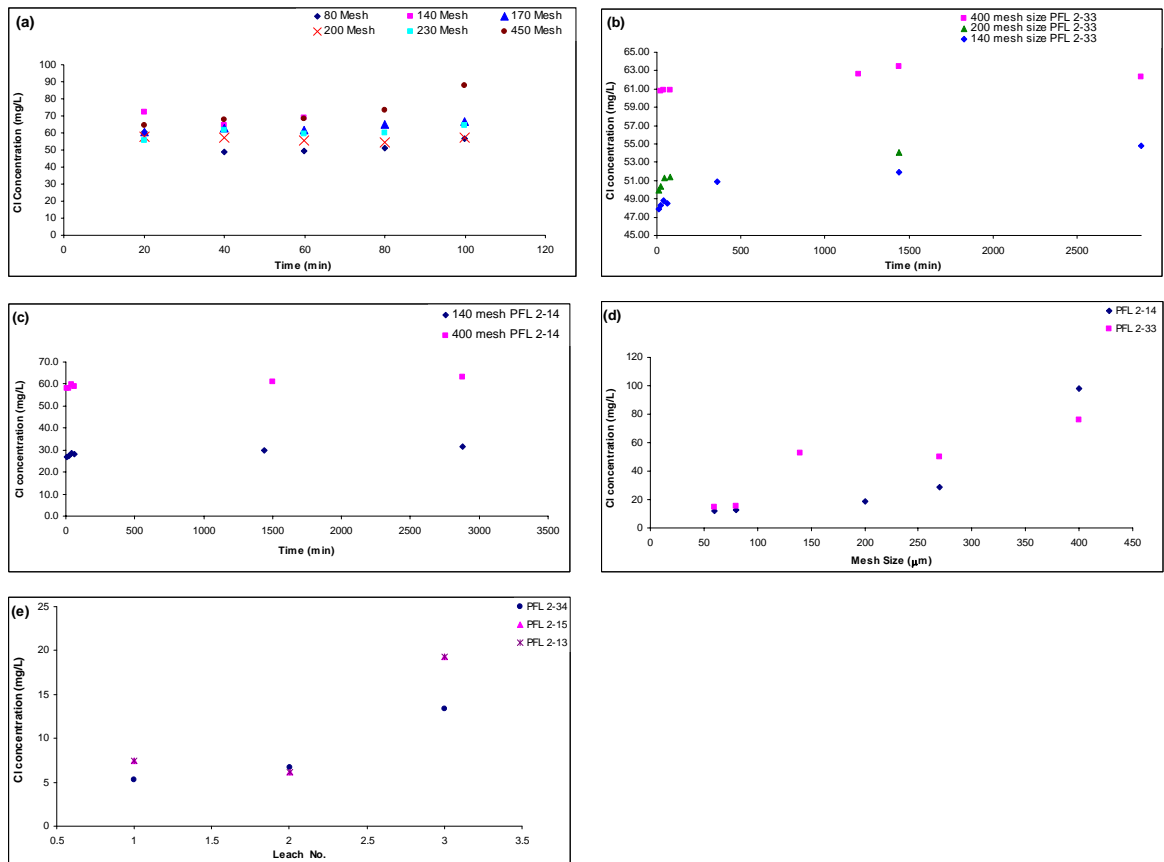 (a)
80 Mesh 140 Mesh 170 Mesh
200 Mesh 230 Mesh 450 Mesh
Cl Concentration (mg/L)
100
90
80
70
60
50
40
30
20
10
0
0 20 40 60 80 100 120
Time (min)
(b)
400 mesh size PFL 2-33
200 mesh size PFL 2-33
140 mesh size PFL 2-33
Cl concentration (mg/L)
65.00
63.00
61.00
59.00
57.00
55.00
53.00
51.00
49.00
47.00
45.00
0 500 1000 1500 2000 2500
Time (min)
(c)
140 mesh PFL 2-14
400 mesh PFL 2-14
Cl concentration (mg/L)
70.0
60.0
50.0
40.0
30.0
20.0
10.0
0.0
0 500 1000 1500 2000 2500 3000 3500
Time (min)
(d)
PFL 2-14
PFL 2-33
Cl concentration (mg/L)
120
100
80
60
40
20
0
0 50 100 150 200 250 300 350 400 450
Mesh Size (µm)
(e)
PFL 2-34
PFL 2-15
PFL 2-13
Cl concentration (mg/L)
25
20
15
10
5
0
0.5 1 1.5 2 2.5 3 3.5
Leach No.